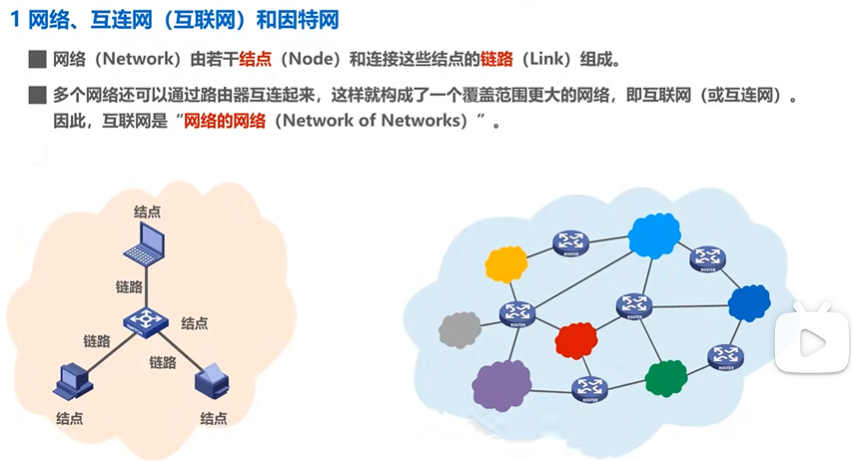 1 网络、互连网（互联网）和因特网
网络（Network）由若干结点（Node）和连接这些结点的链路（Link）组成。
多个网络还可以通过路由器互连起来，这样就构成了一个覆盖范围更大的网络，即互联网（或互连网）。
因此，互联网是“网络的网络（Network of Networks）”。
结点
链路
结点
链路
链路
结点
结点
ROUTER
ROUTER
ROUTER
ROUTER
ROUTER
ROUTER